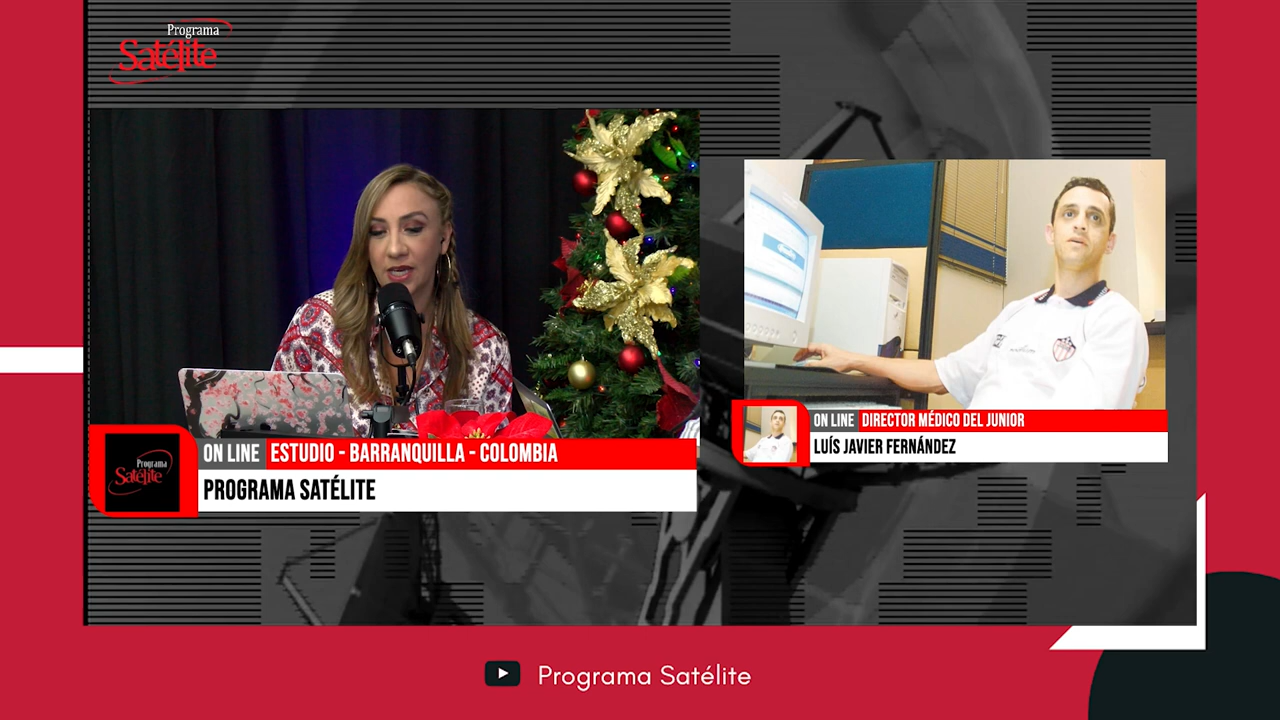 Programa
Satélite
ON LINE ESTUDIO - BARRANQUILLA - COLOMBIA
PROGRAMA SATÉLITE
Programa
Satélite
ON LINE DIRECTOR MÉDICO DEL JUNIOR
LUÍS JAVIER FERNÁNDEZ
Programa Satélite